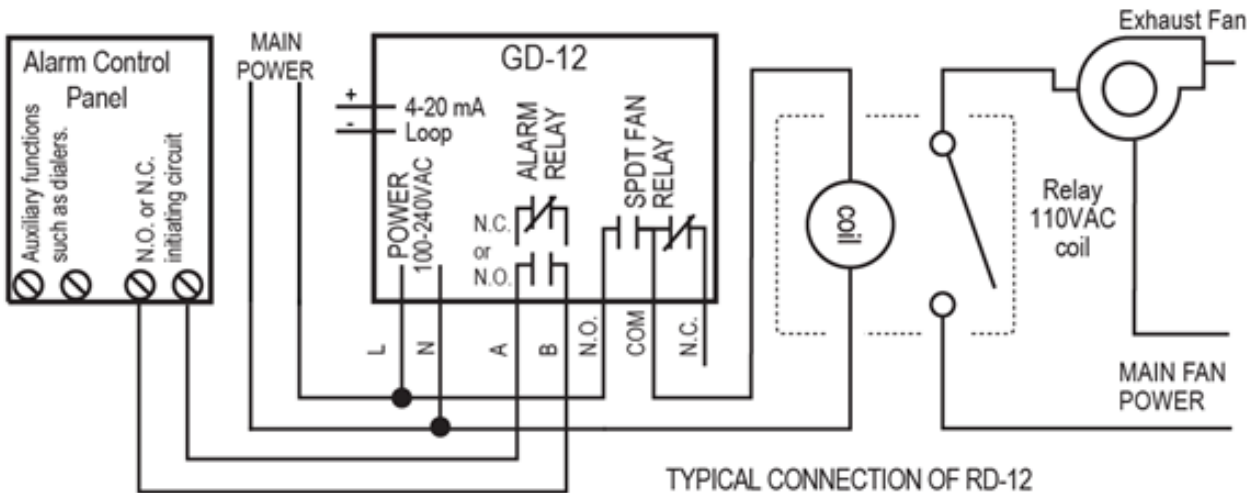 Alarm Control
Panel
Auxiliary functions
such as dialers.
N.O. or N.C.
initiating circuit
MAIN
POWER
+
-
4-20 mA
Loop
GD-12
POWER
100-240VAC
ALARM
RELAY
N.C.
or
N.O.
SPDT FAN
RELAY
L
N
A
B
N.O.
COM
N.C.
coil
Relay
110VAC
coil
Exhaust Fan
MAIN FAN
POWER
TYPICAL CONNECTION OF RD-12